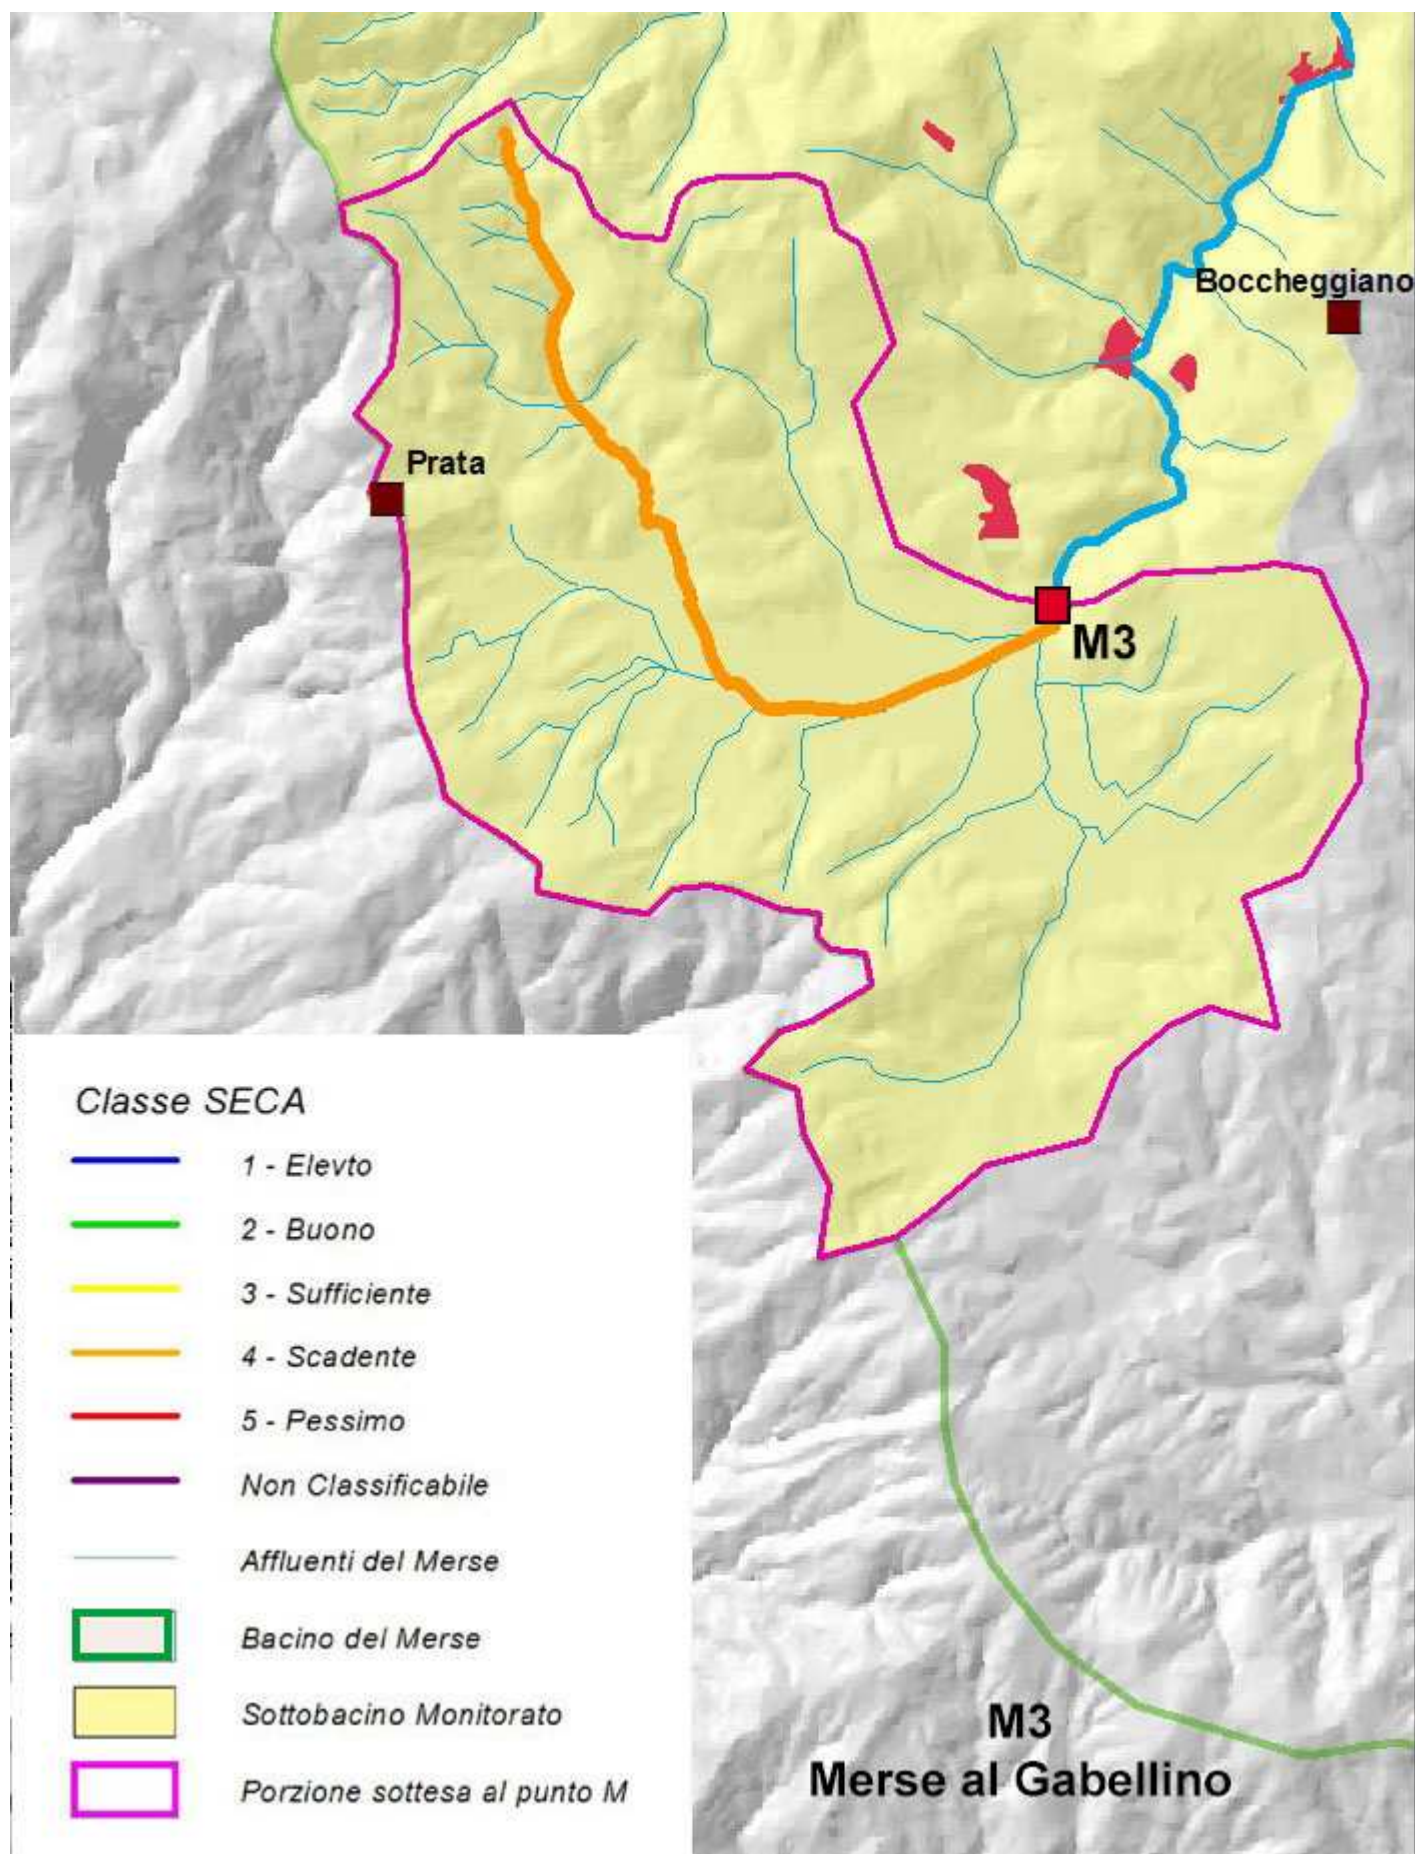 Boccheggiano
Prata
M3
Classe SECA
1 - Elevto
2 - Buono
3 - Sufficiente
4 - Scadente
5 - Pessimo
Non Classificabile
Affluenti del Merse
Bacino del Merse
Sottobacino Monitorato
Porzione sottesa al punto M
M3
Merse al Gabellino